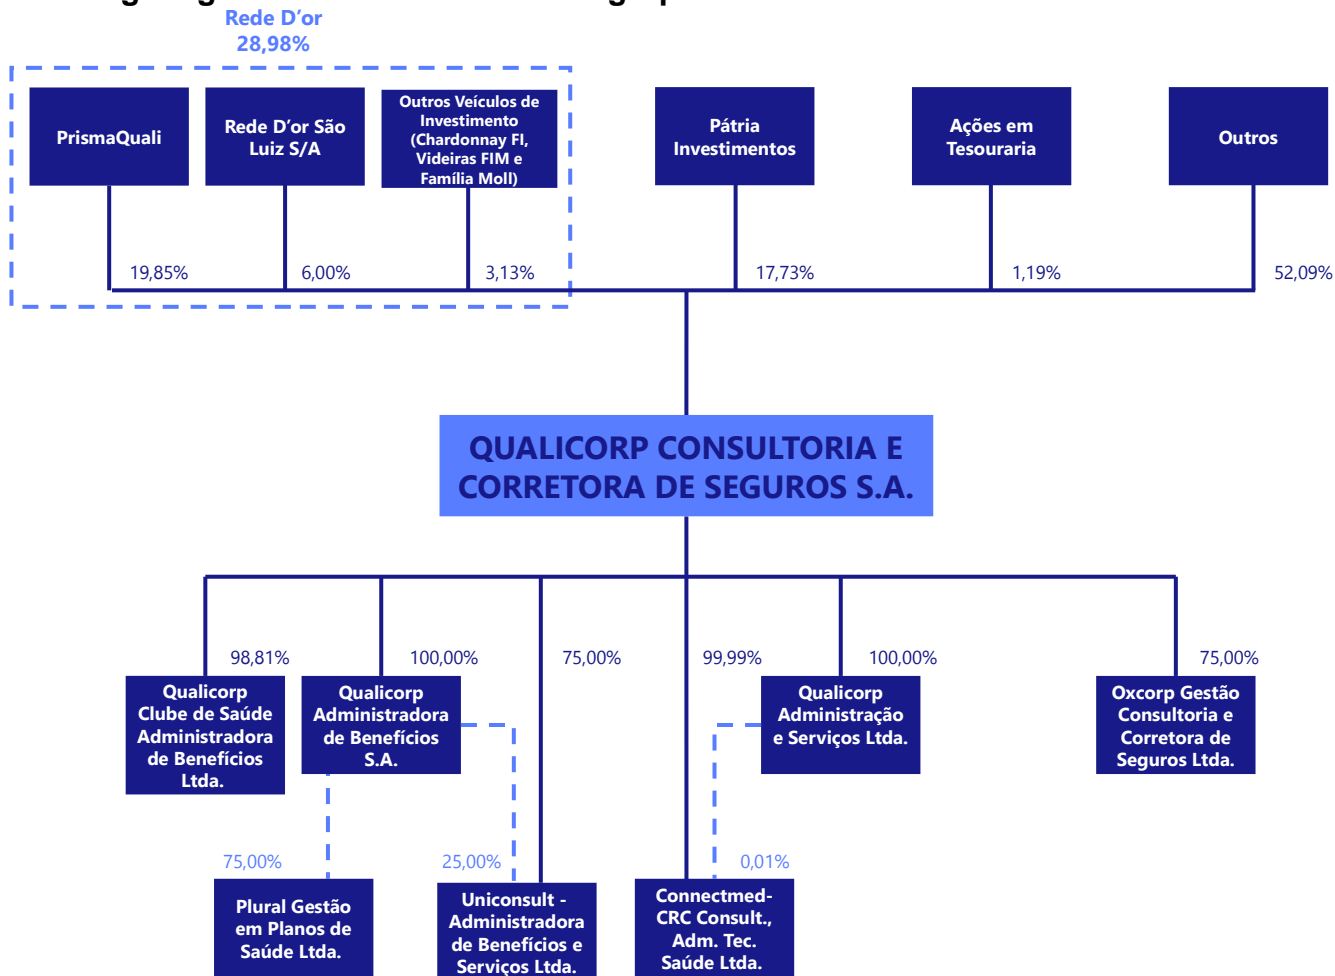 Rede D’or
28,98%
PrismaQuali
Rede D’or São
Luiz S/A
Outros Veículos de
Investimento
(Chardonnay FI,
Videiras FIM e
Família Moll)
Pátria
Investimentos
Ações em
Tesouraria
Outros
19,85%
6,00%
3,13%
17,73%
1,19%
52,09%
QUALICORP CONSULTORIA E
CORRETORA DE SEGUROS S.A.
98,81%
100,00%
75,00%
99,99%
100,00%
75,00%
Qualicorp
Clube de Saúde
Administradora
de Benefícios
Ltda.
Qualicorp
Administradora
de Benefícios
S.A.
Qualicorp
Administração
e Serviços Ltda.
Oxcorp Gestão
Consultoria e
Corretora de
Seguros Ltda.
75,00%
25,00%
0,01%
Plural Gestão
em Planos de
Saúde Ltda.
Uniconsult -
Administradora
de Benefícios e
Serviços Ltda.
Connectmed-
CRC Consult.,
Adm. Tec.
Saúde Ltda.